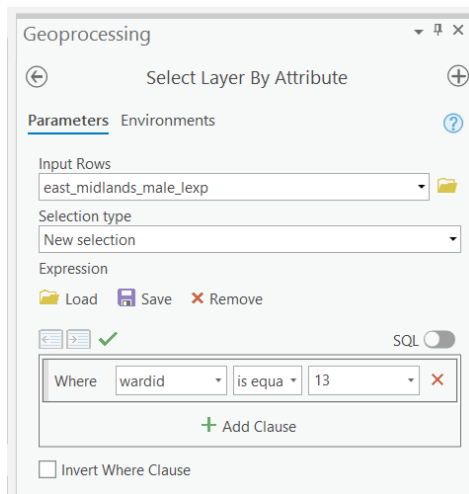 Geoprocessing
Select Layer By Attribute
Parameters Environments
Input Rows
east_midlands_male_lexp
Selection type
New selection
Expression
Load Save Remove
SQL
Where wardid is equa 13
Add Clause
Invert Where Clause